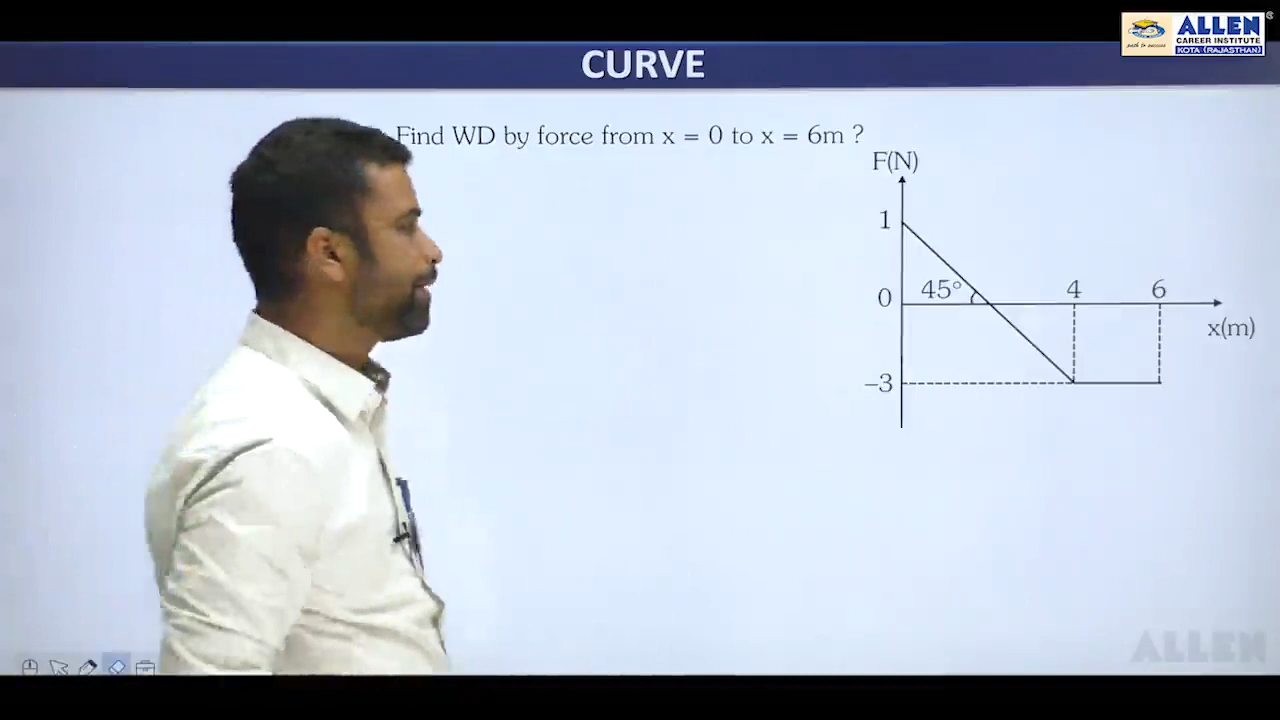 ALLEN
CAREER INSTITUTE
KOTA (RAJASTHAN)
CURVE
Find WD by force from x = 0 to x = 6m ?
F(N)
1
45°
0
4
6
x(m)
–3
ALLEN